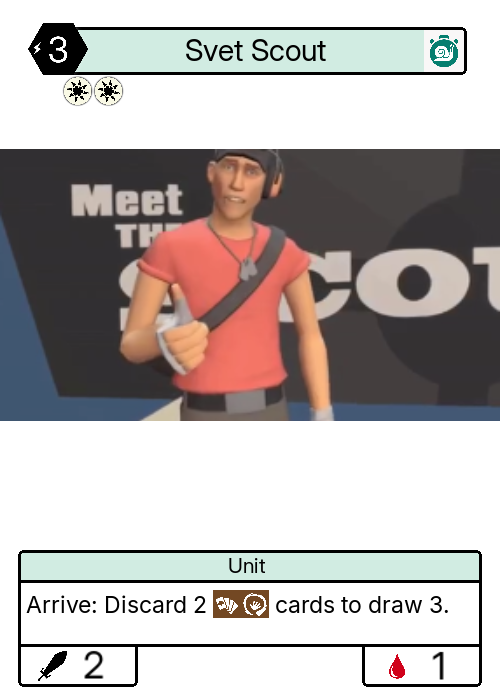 3
Svet Scout
Meet
THE
SCOUT
Unit
Arrive: Discard 2 cards to draw 3.
2
1